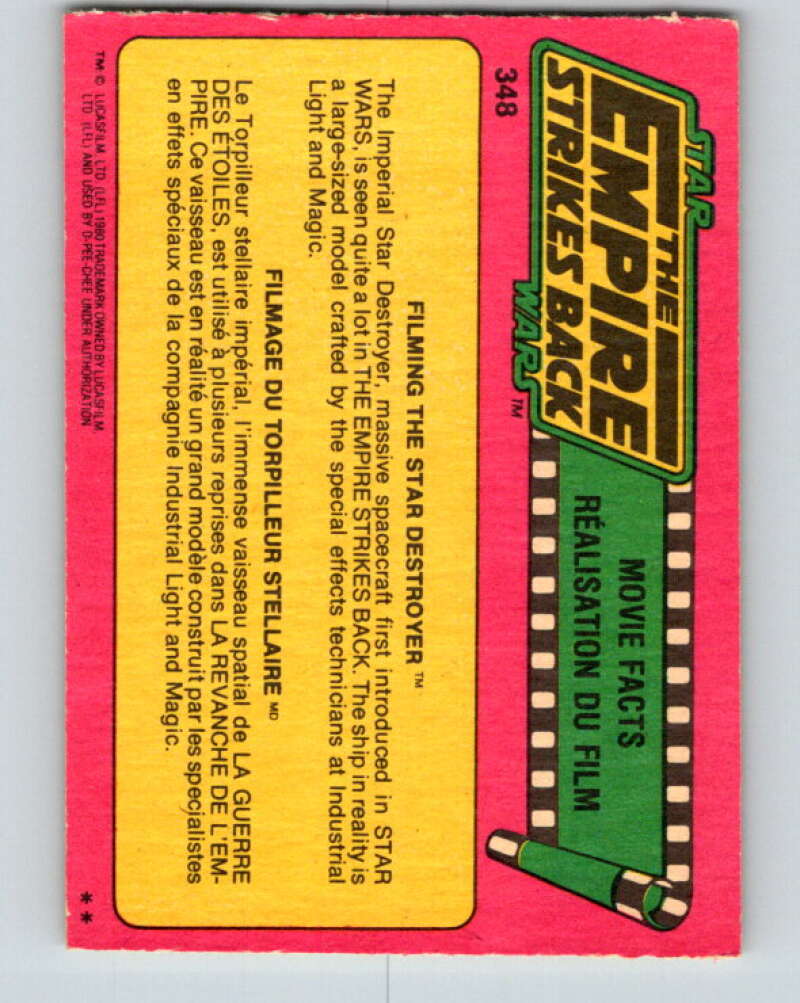 STAR
THE
EMPIRE
STRIKES BACK
WARS™
MOVIE FACTS
RÉALISATION DU FILM
348
FILMING THE STAR DESTROYER™
The Imperial Star Destroyer, massive spacecraft first introduced in STAR
WARS, is seen quite a lot in THE EMPIRE STRIKES BACK. The ship in reality is
a large-sized model crafted by the special effects technicians at Industrial
Light and Magic.
FILMAGE DU TORPILLEUR STELLAIRE MD
Le Torpilleur stellaire impérial, l'immense vaisseau spatial de LA GUERRE
DES ÉTOILES, est utilisé à plusieurs reprises dans LA REVANCHE DE L'EM-
PIRE. Ce vaisseau est en réalité un grand modèle construit par les specialistes
en effets spéciaux de la compagnie Industrial Light and Magic.
TM © LUCASFILM LTD (LFL) 1980 TRADEMARK OWNED BY LUCASFILM,
LTD (LFL) AND USED BY O-PEE-CHEE UNDER AUTHORIZATION
**